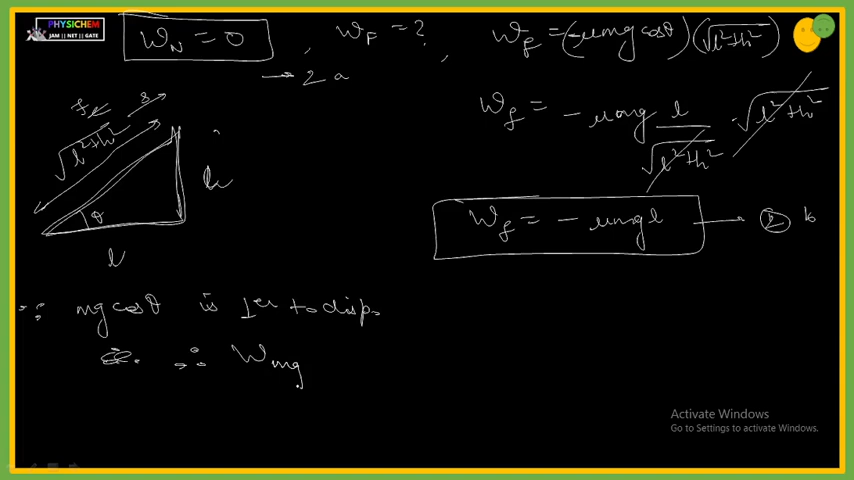 PHYSICHEM
JAM || NET || GATE
W_N = 0 , W_F = ? ,
→ 2 a
W_f = (-μmg cosθ) (√l²+h²)
W_f = - μmg l/√l²+h² · √l²+h²
W_f = - μmgl → ② b
f ← s →
√l²+h²
h
θ
l
∵ mg cosθ is ⊥er to disp.
∴ W_mg
Activate Windows
Go to Settings to activate Windows.